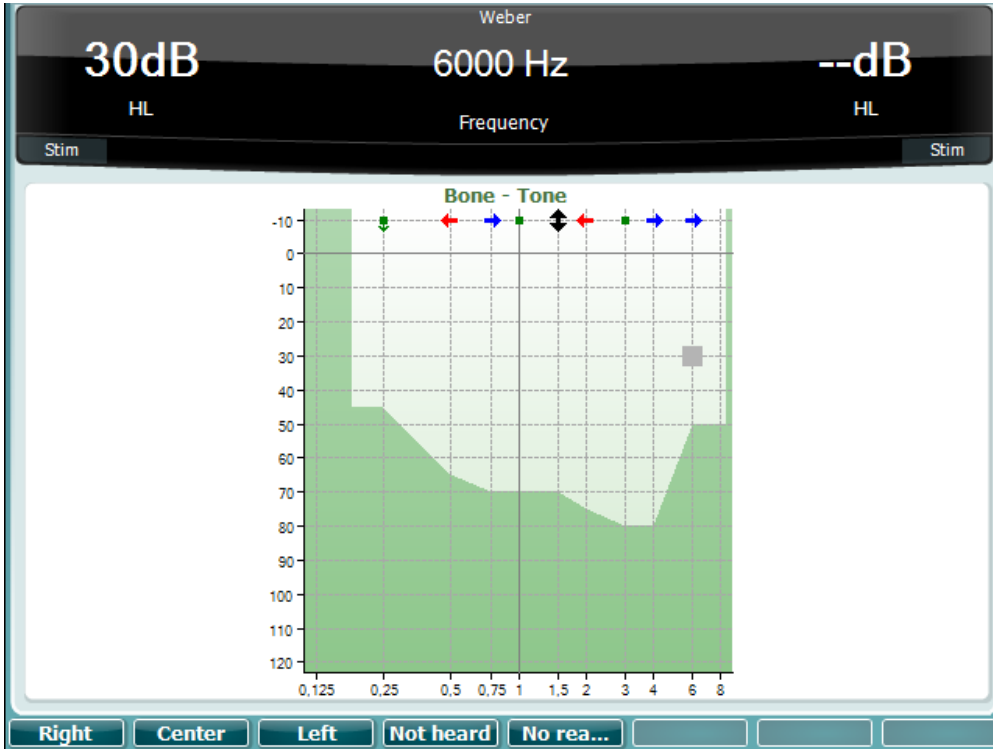 Weber
30dB 6000 Hz --dB
HL HL
Frequency
Stim Stim
Bone - Tone
-10
0
10
20
30
40
50
60
70
80
90
100
110
120
0,125 0,25 0,5 0,75 1 1,5 2 3 4 6 8
Right Center Left Not heard No rea...